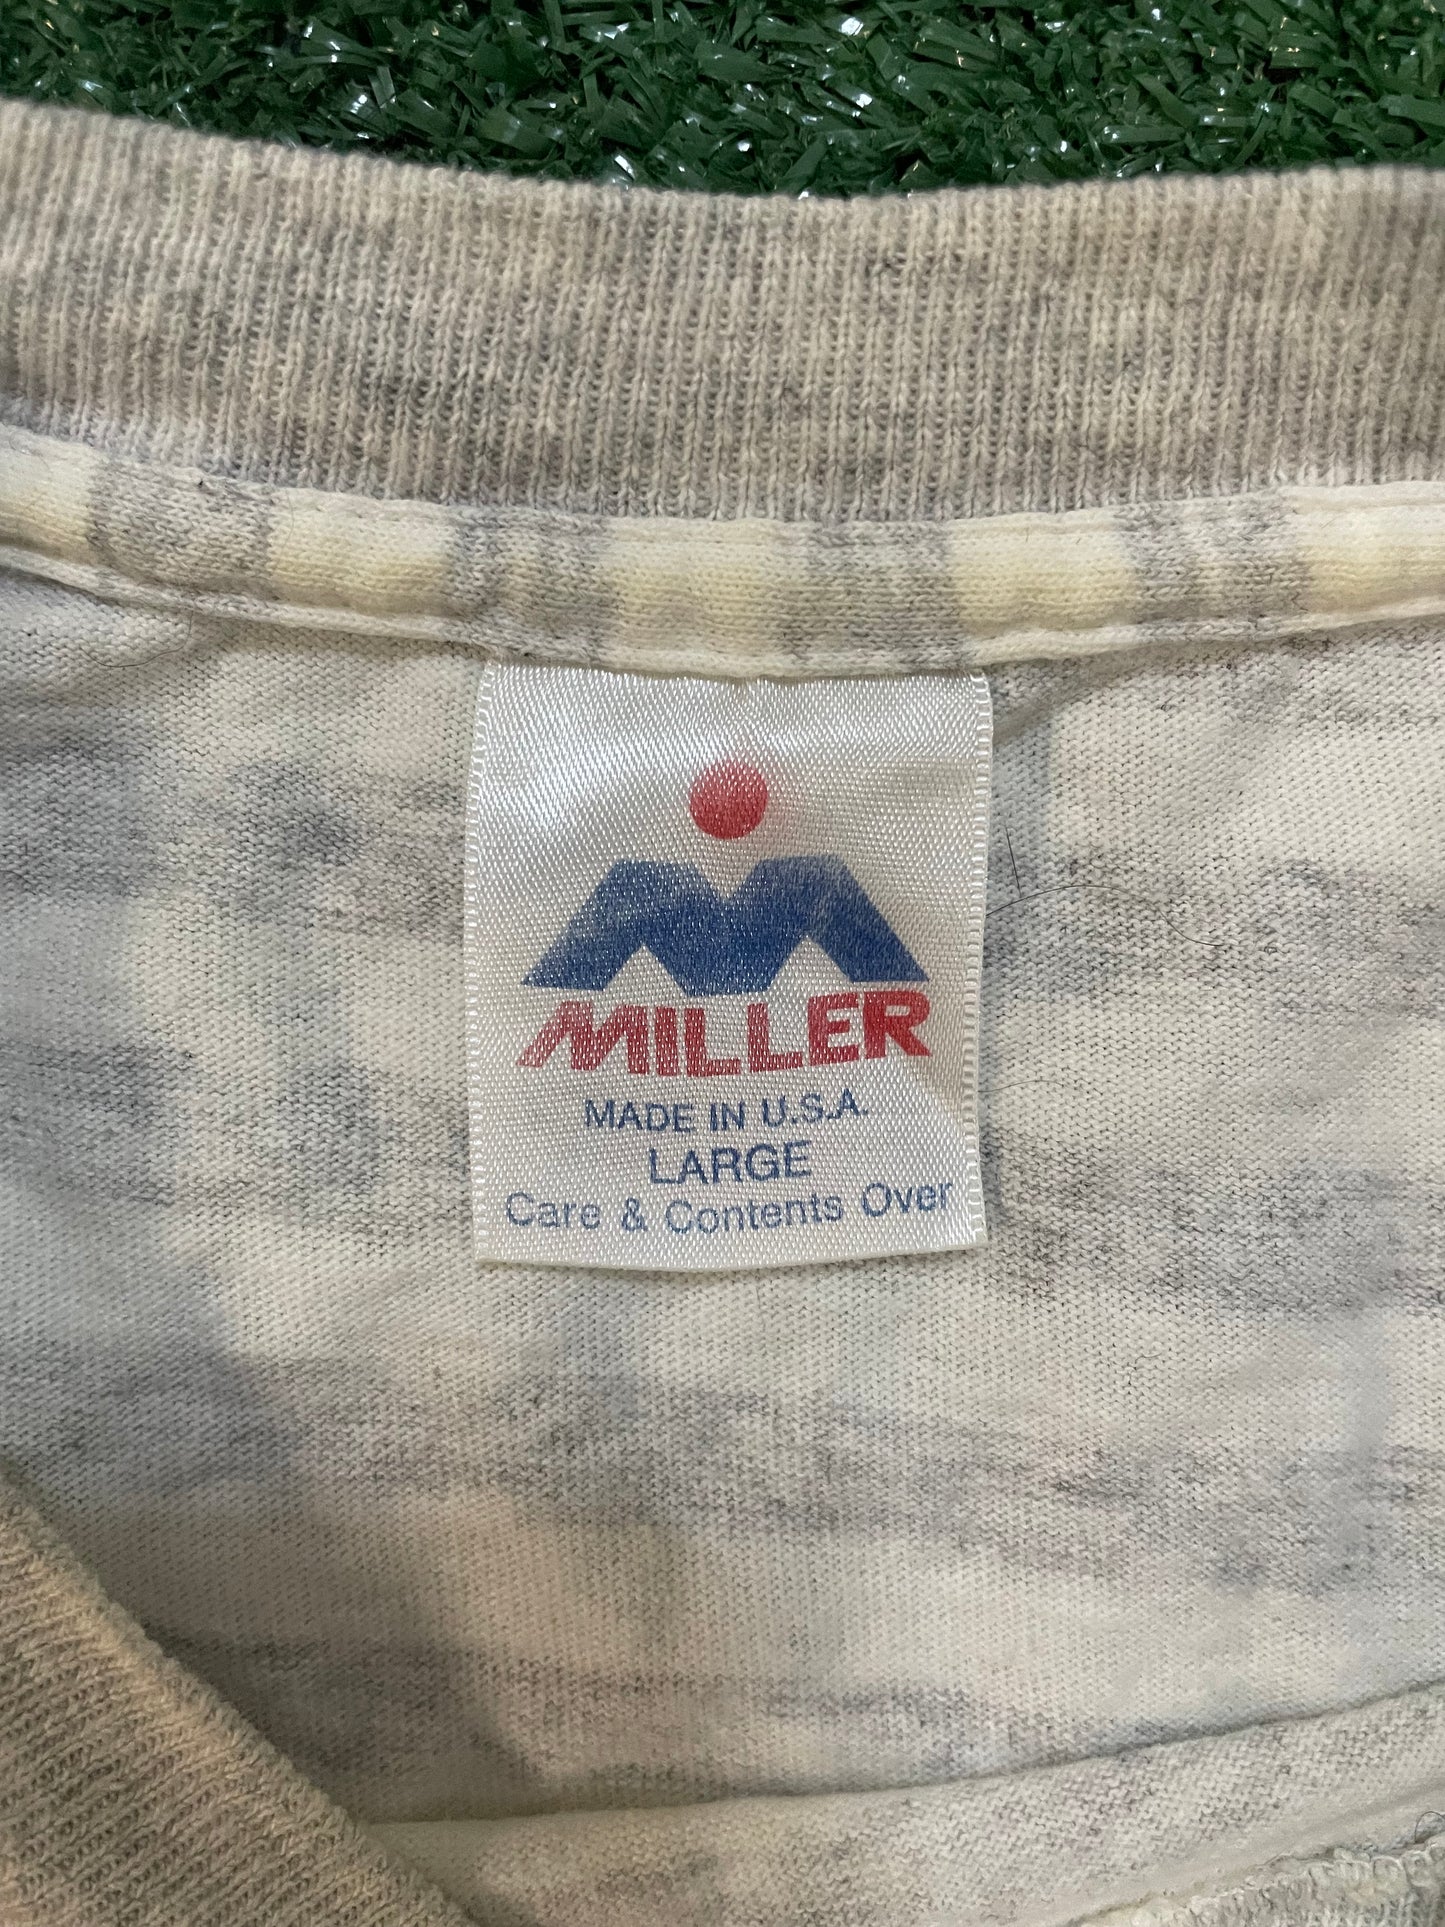 MILLER
MADE IN U.S.A.
LARGE
Care & Contents Over